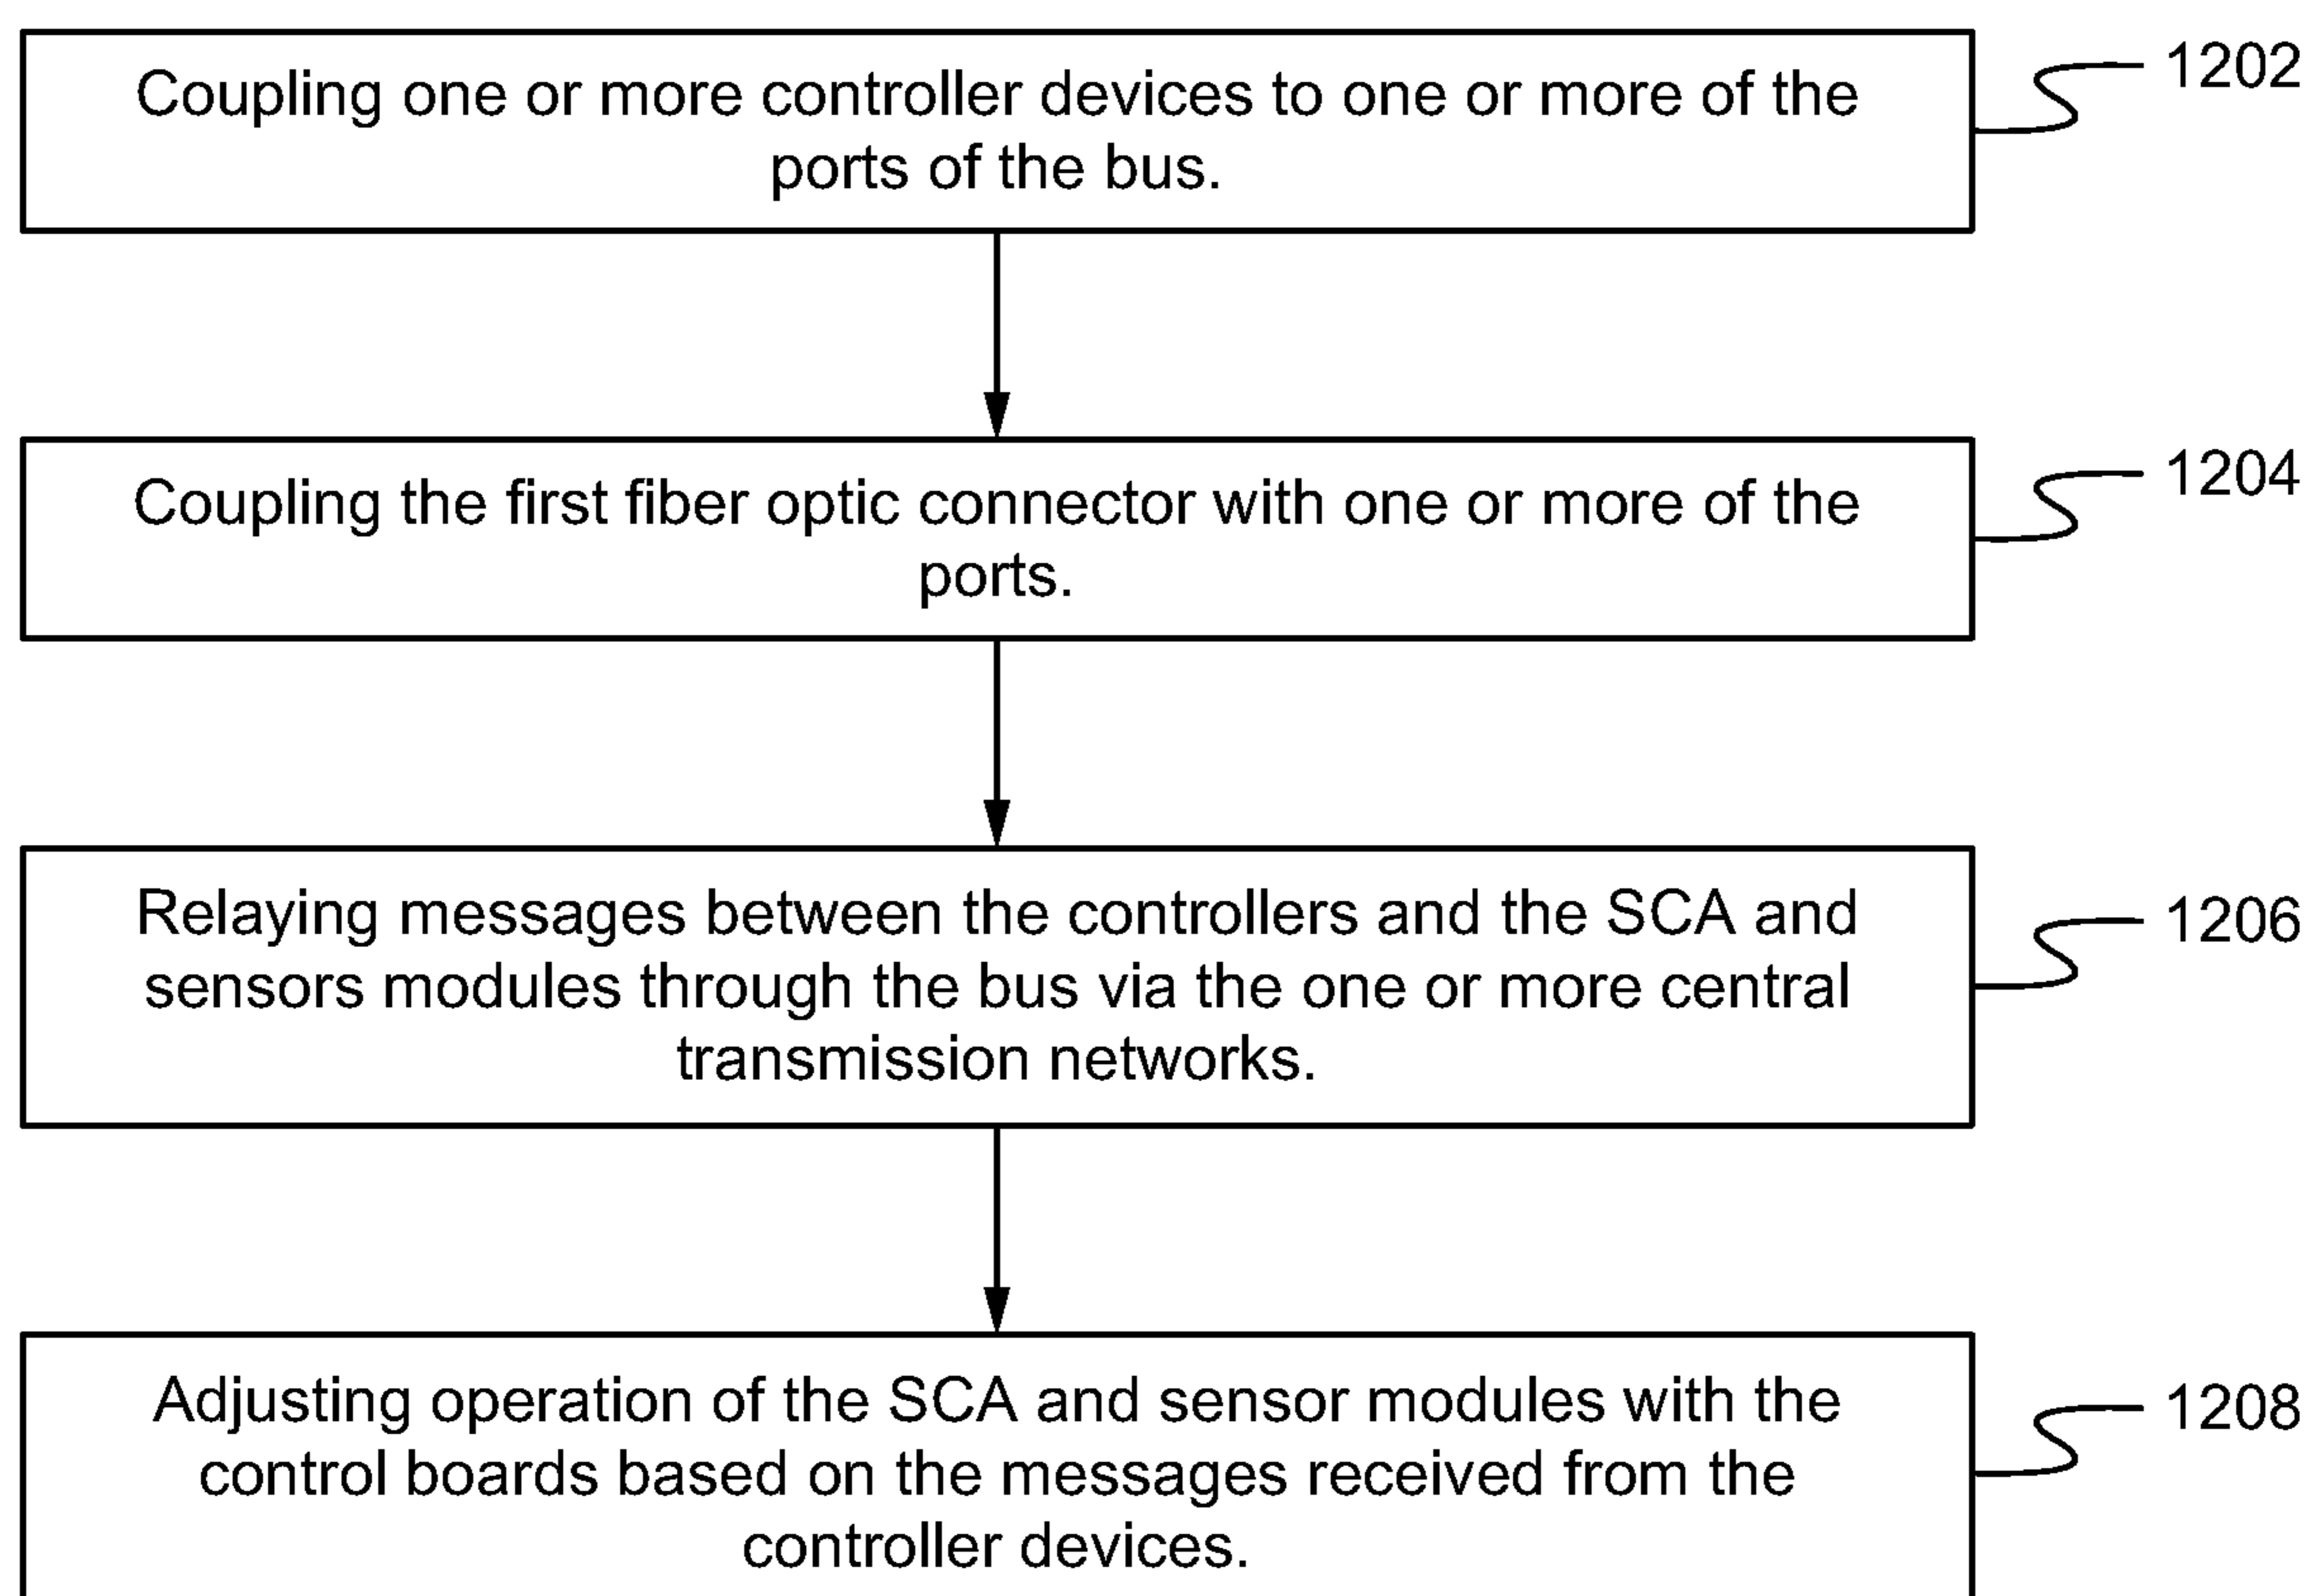 Coupling one or more controller devices to one or more of the
ports of the bus.
1202
Coupling the first fiber optic connector with one or more of the
ports.
1204
Relaying messages between the controllers and the SCA and
sensors modules through the bus via the one or more central
transmission networks.
1206
Adjusting operation of the SCA and sensor modules with the
control boards based on the messages received from the
controller devices.
1208